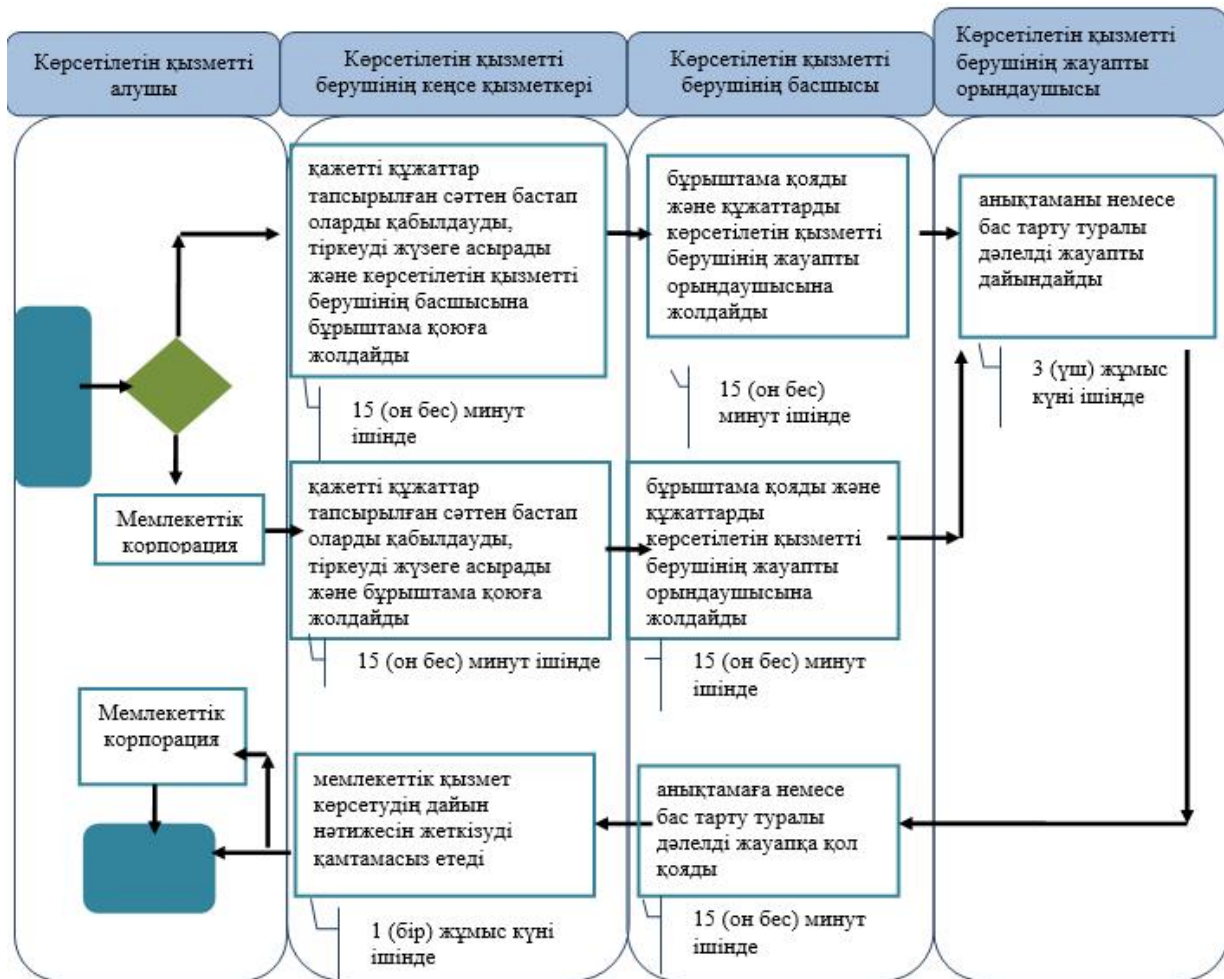 Көрсетілетін қызметті
алушы
Көрсетілетін қызметті
берушінің кеңсе қызметкері
Көрсетілетін қызметті
берушінің басшысы
Көрсетілетін қызметті
берушінің жауапты
орындаушысы
қажетті құжаттар
тапсырылған сәттен бастап
оларды қабылдауды,
тіркеуді жүзеге асырады
және көрсетілетін қызметті
берушінің басшысына
бұрыштама қоюға
жолдайды
15 (он бес) минут
ішінде
бұрыштама қояды
және құжаттарды
көрсетілетін қызметті
берушінің жауапты
орындаушысына
жолдайды
15 (он бес)
минут ішінде
анықтаманы немесе
бас тарту туралы
дәлелді жауапты
дайындайды
3 (үш) жұмыс
күні ішінде
Мемлекеттік
корпорация
қажетті құжаттар
тапсырылған сәттен бастап
оларды қабылдауды,
тіркеуді жүзеге асырады
және бұрыштама қоюға
жолдайды
15 (он бес) минут ішінде
бұрыштама қояды және
құжаттарды
көрсетілетін қызметті
берушінің жауапты
орындаушысына
жолдайды
15 (он бес) минут
ішінде
Мемлекеттік
корпорация
мемлекеттік қызмет
көрсетудің дайын
нәтижесін жеткізуді
қамтамасыз етеді
1 (бір) жұмыс күні
ішінде
анықтамаға немесе
бас тарту туралы
дәлелді жауапқа қол
қояды
15 (он бес) минут
ішінде